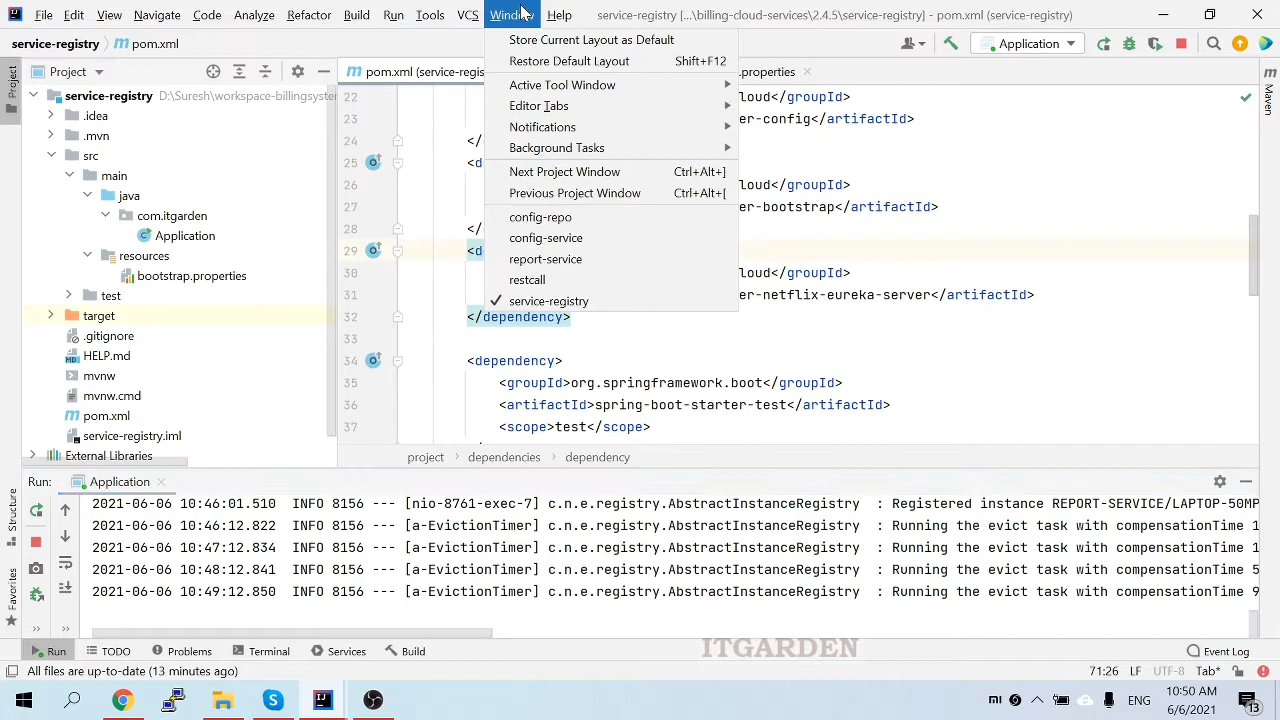 File Edit View Navigate Code Analyze Refactor Build Run Tools VCS Window Help service-registry [...\billing-cloud-services\2.4.5\service-registry] - pom.xml (service-registry)
service-registry pom.xml
Application
Project
Project
pom.xml (service-regis
.properties
Maven
service-registry D:\Suresh\workspace-billingsystem
.idea
.mvn
src
main
java
com.itgarden
Application
resources
bootstrap.properties
test
target
.gitignore
HELP.md
mvnw
mvnw.cmd
pom.xml
service-registry.iml
External Libraries
Store Current Layout as Default
Restore Default Layout Shift+F12
Active Tool Window
Editor Tabs
Notifications
Background Tasks
Next Project Window Ctrl+Alt+]
Previous Project Window Ctrl+Alt+[
config-repo
config-service
report-service
restcall
service-registry
22 loud</groupId>
23 er-config</artifactId>
24 </
25 <d
26 loud</groupId>
27 er-bootstrap</artifactId>
28 </
29 <d
30 loud</groupId>
31 er-netflix-eureka-server</artifactId>
32 </dependency>
33
34 <dependency>
35 <groupId>org.springframework.boot</groupId>
36 <artifactId>spring-boot-starter-test</artifactId>
37 <scope>test</scope>
project dependencies dependency
Run: Application
2021-06-06 10:46:01.510 INFO 8156 --- [nio-8761-exec-7] c.n.e.registry.AbstractInstanceRegistry : Registered instance REPORT-SERVICE/LAPTOP-50MP
2021-06-06 10:46:12.822 INFO 8156 --- [a-EvictionTimer] c.n.e.registry.AbstractInstanceRegistry : Running the evict task with compensationTime 1
2021-06-06 10:47:12.834 INFO 8156 --- [a-EvictionTimer] c.n.e.registry.AbstractInstanceRegistry : Running the evict task with compensationTime 1
2021-06-06 10:48:12.841 INFO 8156 --- [a-EvictionTimer] c.n.e.registry.AbstractInstanceRegistry : Running the evict task with compensationTime 5
2021-06-06 10:49:12.850 INFO 8156 --- [a-EvictionTimer] c.n.e.registry.AbstractInstanceRegistry : Running the evict task with compensationTime 9
Structure
Favorites
ITGARDEN
Run TODO Problems Terminal Services Build Event Log
All files are up-to-date (13 minutes ago) 71:26 LF UTF-8 Tab*
ENG 10:50 AM
6/6/2021
13